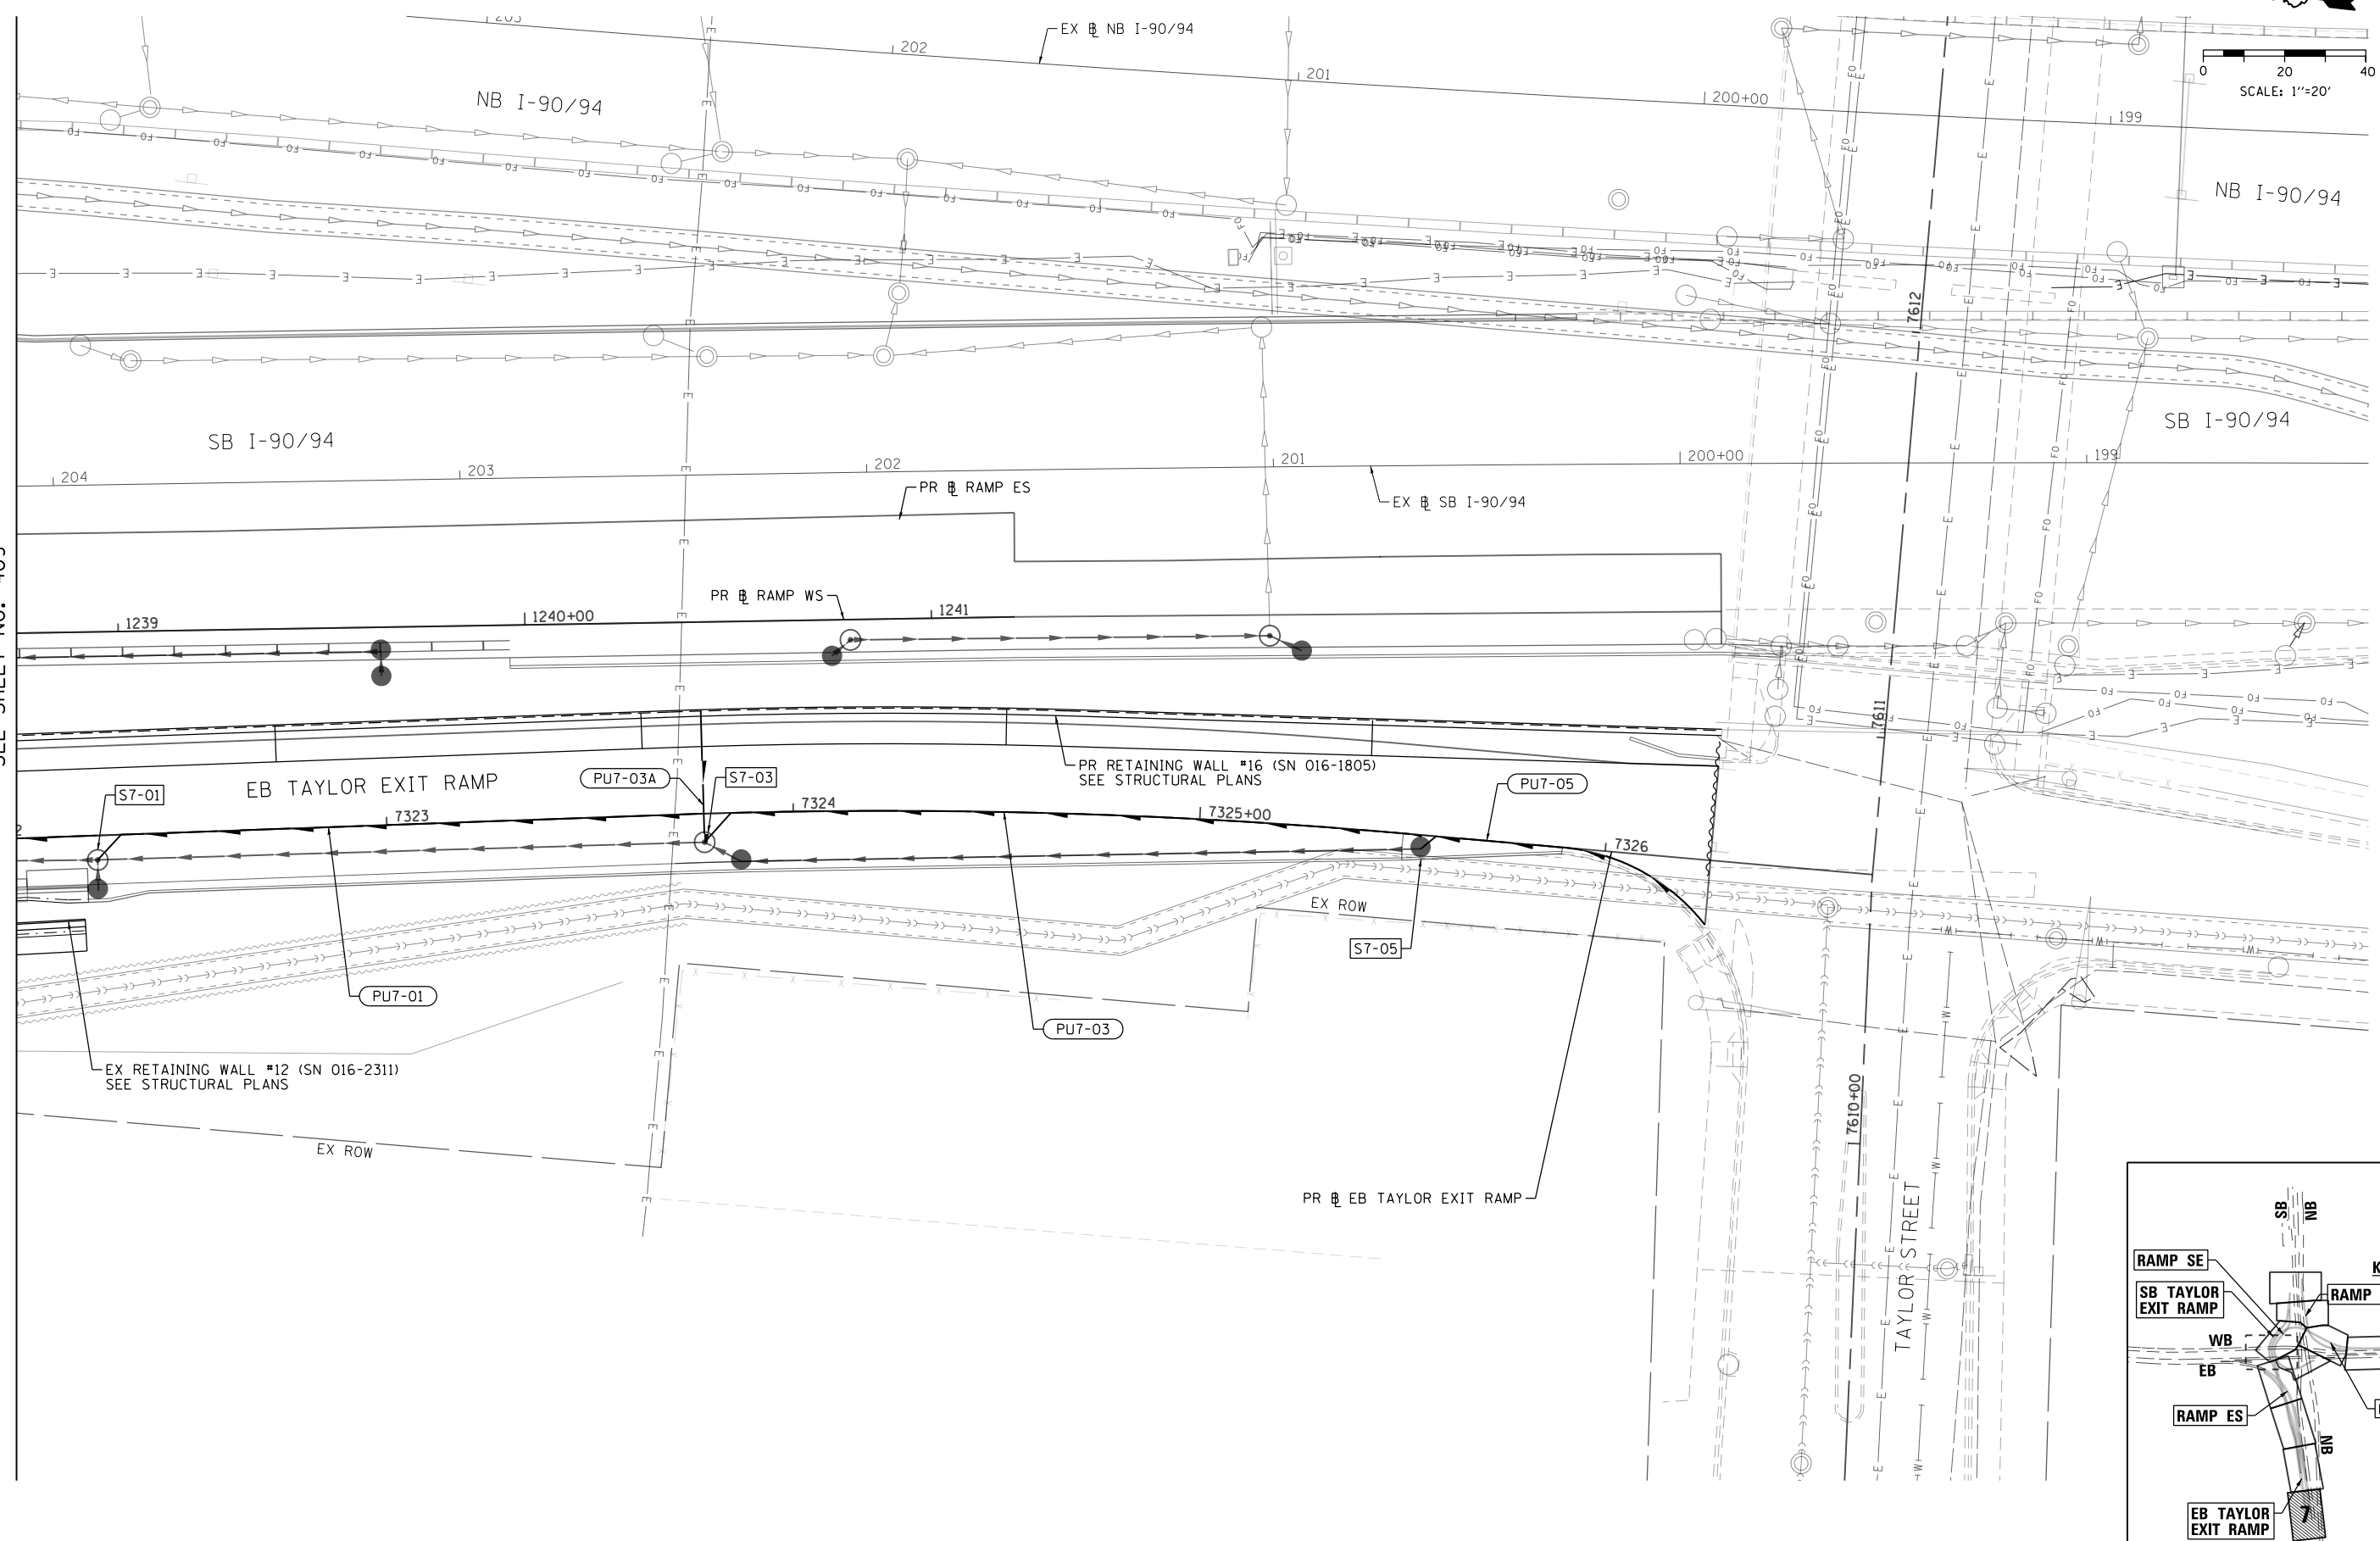 202
EX BL NB I-90/94
201
200+00
199
0 20 40
SCALE: 1"=20'
NB I-90/94
NB I-90/94
7612
SB I-90/94
SB I-90/94
204
203
202
201
200+00
199
PR BL RAMP ES
EX BL SB I-90/94
PR BL RAMP WS
1239
1240+00
1241
7611
PU7-03A
S7-03
PR RETAINING WALL #16 (SN 016-1805)
SEE STRUCTURAL PLANS
PU7-05
S7-01
EB TAYLOR EXIT RAMP
7323
7324
7325+00
7326
EX ROW
S7-05
PU7-01
PU7-03
EX RETAINING WALL #12 (SN 016-2311)
SEE STRUCTURAL PLANS
EX ROW
7610+00
PR BL EB TAYLOR EXIT RAMP
TAYLOR STREET
SB
NB
RAMP SE
SB TAYLOR
EXIT RAMP
RAMP
WB
EB
RAMP ES
NB
EB TAYLOR
EXIT RAMP
7